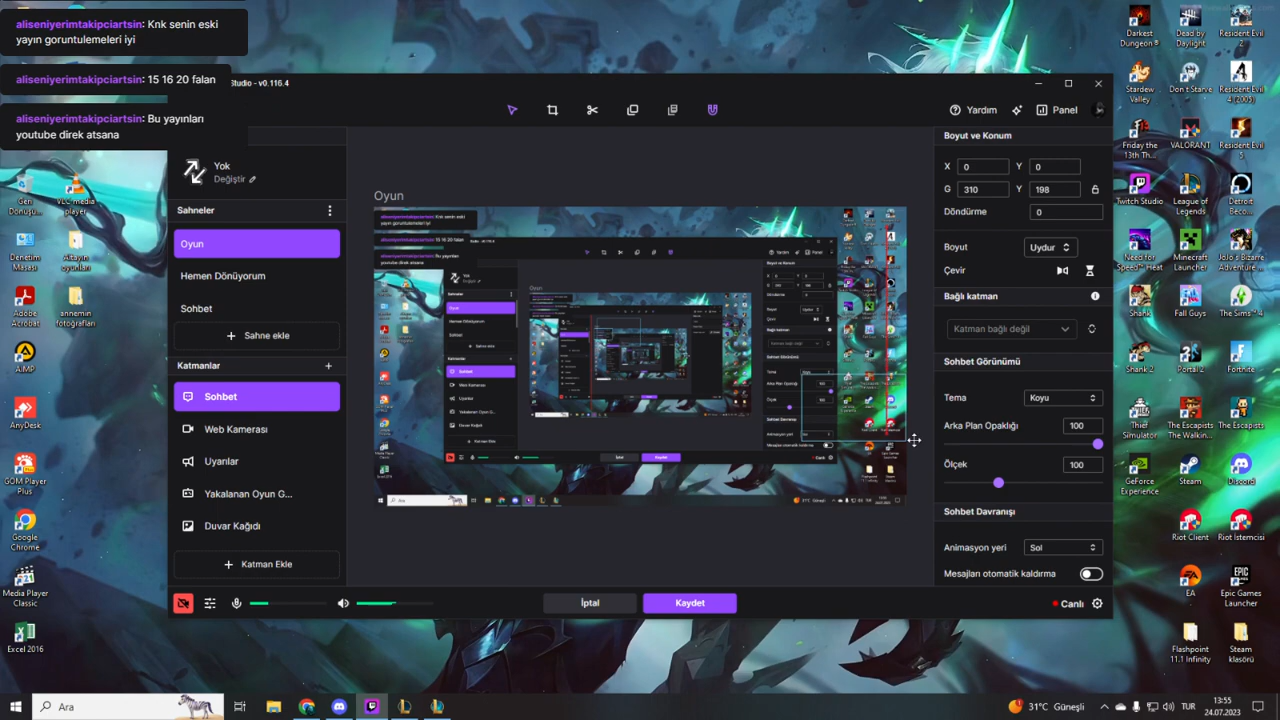 aliseniyerimtakipciartsin: Knk senin eski
yayın goruntulemeleri iyi
aliseniyerimtakipciartsin: 15 16 20 falan
aliseniyerimtakipciartsin: Bu yayınları
youtube direk atsana
Studio - v0.116.4
Yardım
Panel
Yok
Değiştir
Sahneler
Oyun
Hemen Dönüyorum
Sohbet
Sahne ekle
Katmanlar
Sohbet
Web Kamerası
Uyarılar
Yakalanan Oyun G...
Duvar Kağıdı
Katman Ekle
Oyun
İptal
Kaydet
Canlı
Boyut ve Konum
X 0 Y 0
G 310 Y 198
Döndürme 0
Boyut Uydur
Çevir
Bağlı katman
Katman bağlı değil
Sohbet Görünümü
Tema Koyu
Arka Plan Opaklığı 100
Ölçek 100
Sohbet Davranışı
Animasyon yeri Sol
Mesajları otomatik kaldırma
Geri
Dönüşü...
VLC media
player
Denetim
Masası
Altayın
oyunları
Adobe
Acrobat
annemin
fotoğrafları
AIMP
AnyDesk
GOM Player
Plus
Google
Chrome
Media Player
Classic
Excel 2016
Darkest
Dungeon ®
Dead by
Daylight
Resident Evil
2
Stardew
Valley
Don't Starve
Resident Evil
4 (2005)
Friday the
13th Th...
VALORANT
Resident Evil
5
Twitch Studio
League of
Legends
Detroit
Beco...
Need for
Speed™ Heat
Minecraft
Launcher
JoJo's Bizarre
Adventure ...
Shank
Fall Guys
The Sims™ 4
Shank 2
Portal 2
Fortnite
Thief
Simulator
The Escapists
The Walkin...
The Escapists
GeForce
Experience
Steam
Discord
Riot Client
Riot İstemcisi
EA
Epic Games
Launcher
Flashpoint
11.1 Infinity
Steam
klasörü
Ara
31°C Güneşli
TUR
13:55
24.07.2023